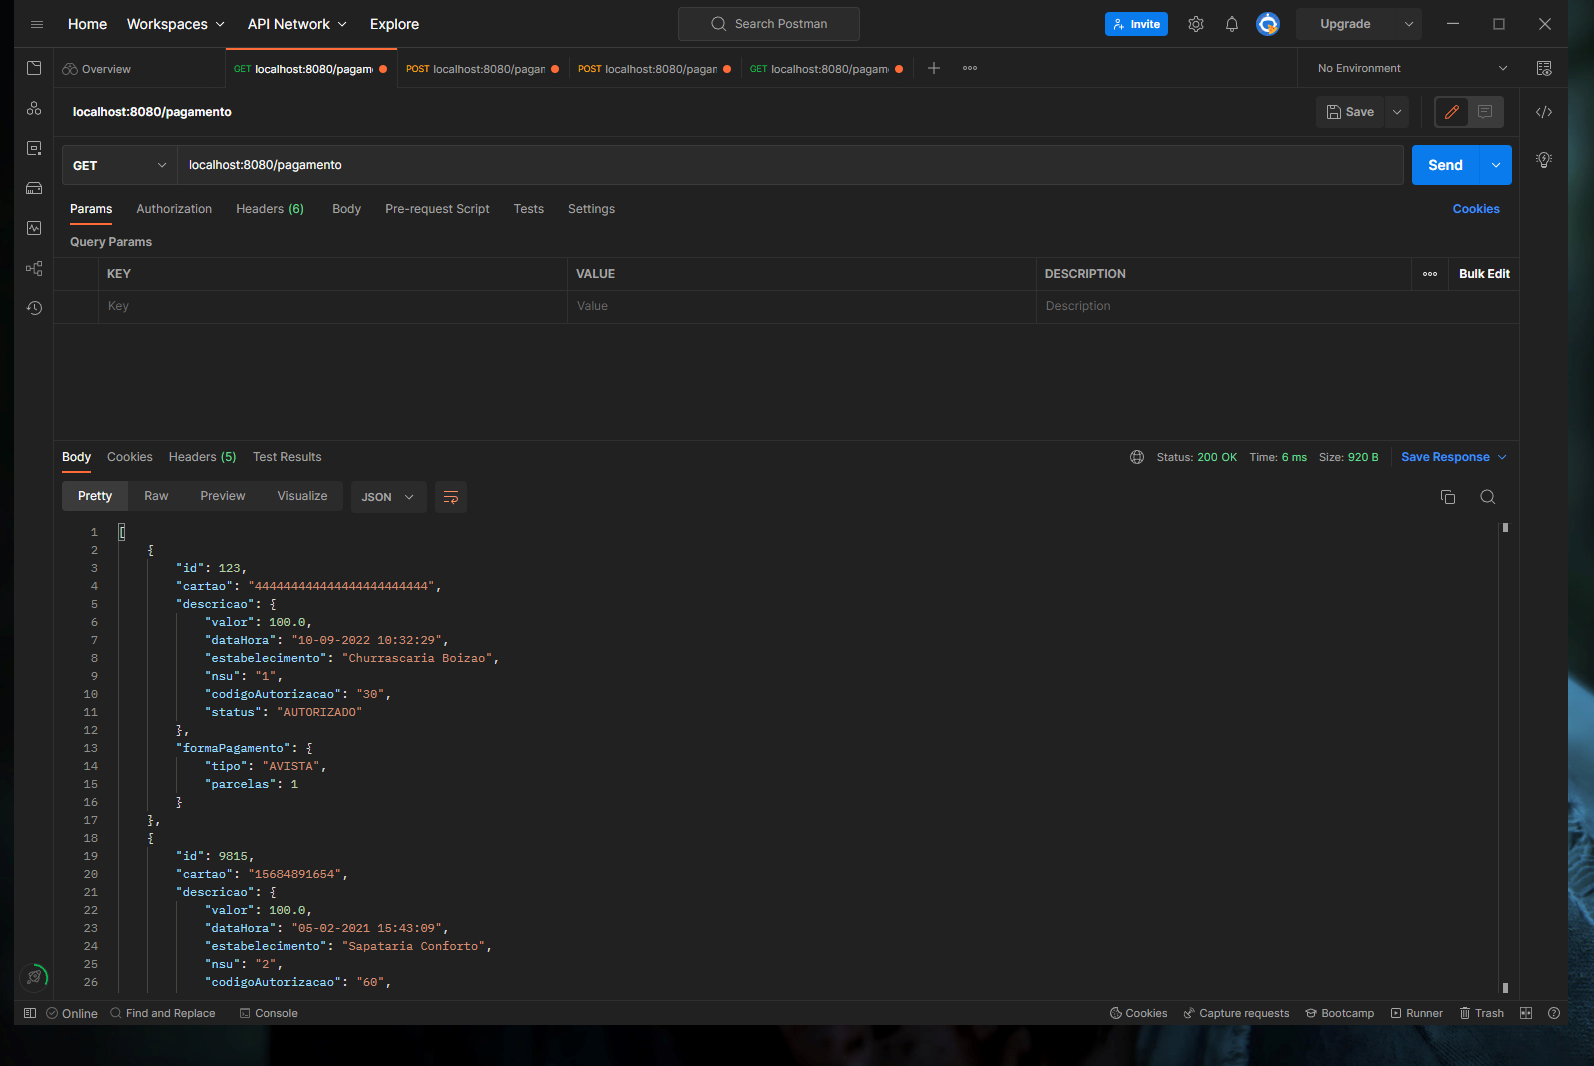 Home Workspaces API Network Explore Search Postman Invite Upgrade
Overview GET localhost:8080/pagam POST localhost:8080/pagan POST localhost:8080/pagan GET localhost:8080/pagam No Environment
localhost:8080/pagamento Save
GET localhost:8080/pagamento Send
Params Authorization Headers (6) Body Pre-request Script Tests Settings Cookies
Query Params
KEY VALUE DESCRIPTION Bulk Edit
Key Value Description
Body Cookies Headers (5) Test Results Status: 200 OK Time: 6 ms Size: 920 B Save Response
Pretty Raw Preview Visualize JSON
1 [
2 {
3 "id": 123,
4 "cartao": "444444444444444444444444",
5 "descricao": {
6 "valor": 100.0,
7 "dataHora": "10-09-2022 10:32:29",
8 "estabelecimento": "Churrascaria Boizao",
9 "nsu": "1",
10 "codigoAutorizacao": "30",
11 "status": "AUTORIZADO"
12 },
13 "formaPagamento": {
14 "tipo": "AVISTA",
15 "parcelas": 1
16 }
17 },
18 {
19 "id": 9815,
20 "cartao": "15684891654",
21 "descricao": {
22 "valor": 100.0,
23 "dataHora": "05-02-2021 15:43:09",
24 "estabelecimento": "Sapataria Conforto",
25 "nsu": "2",
26 "codigoAutorizacao": "60",
Online Find and Replace Console Cookies Capture requests Bootcamp Runner Trash